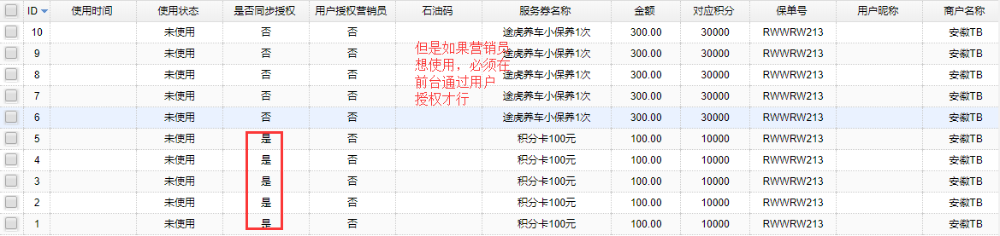 ID 使用时间 使用状态 是否同步授权 用户授权营销员 石油码 服务券名称 金额 对应积分 保单号 用户昵称 商户名称
10 未使用 否 否 途虎养车小保养1次 300.00 30000 RWWRW213 安徽TB
9 未使用 否 否 途虎养车小保养1次 300.00 30000 RWWRW213 安徽TB
8 未使用 否 否 途虎养车小保养1次 300.00 30000 RWWRW213 安徽TB
7 未使用 否 否 途虎养车小保养1次 300.00 30000 RWWRW213 安徽TB
6 未使用 否 否 途虎养车小保养1次 300.00 30000 RWWRW213 安徽TB
5 未使用 是 否 积分卡100元 100.00 10000 RWWRW213 安徽TB
4 未使用 是 否 积分卡100元 100.00 10000 RWWRW213 安徽TB
3 未使用 是 否 积分卡100元 100.00 10000 RWWRW213 安徽TB
2 未使用 是 否 积分卡100元 100.00 10000 RWWRW213 安徽TB
1 未使用 是 否 积分卡100元 100.00 10000 RWWRW213 安徽TB
但是如果营销员
想使用，必须在
前台通过用户
授权才行